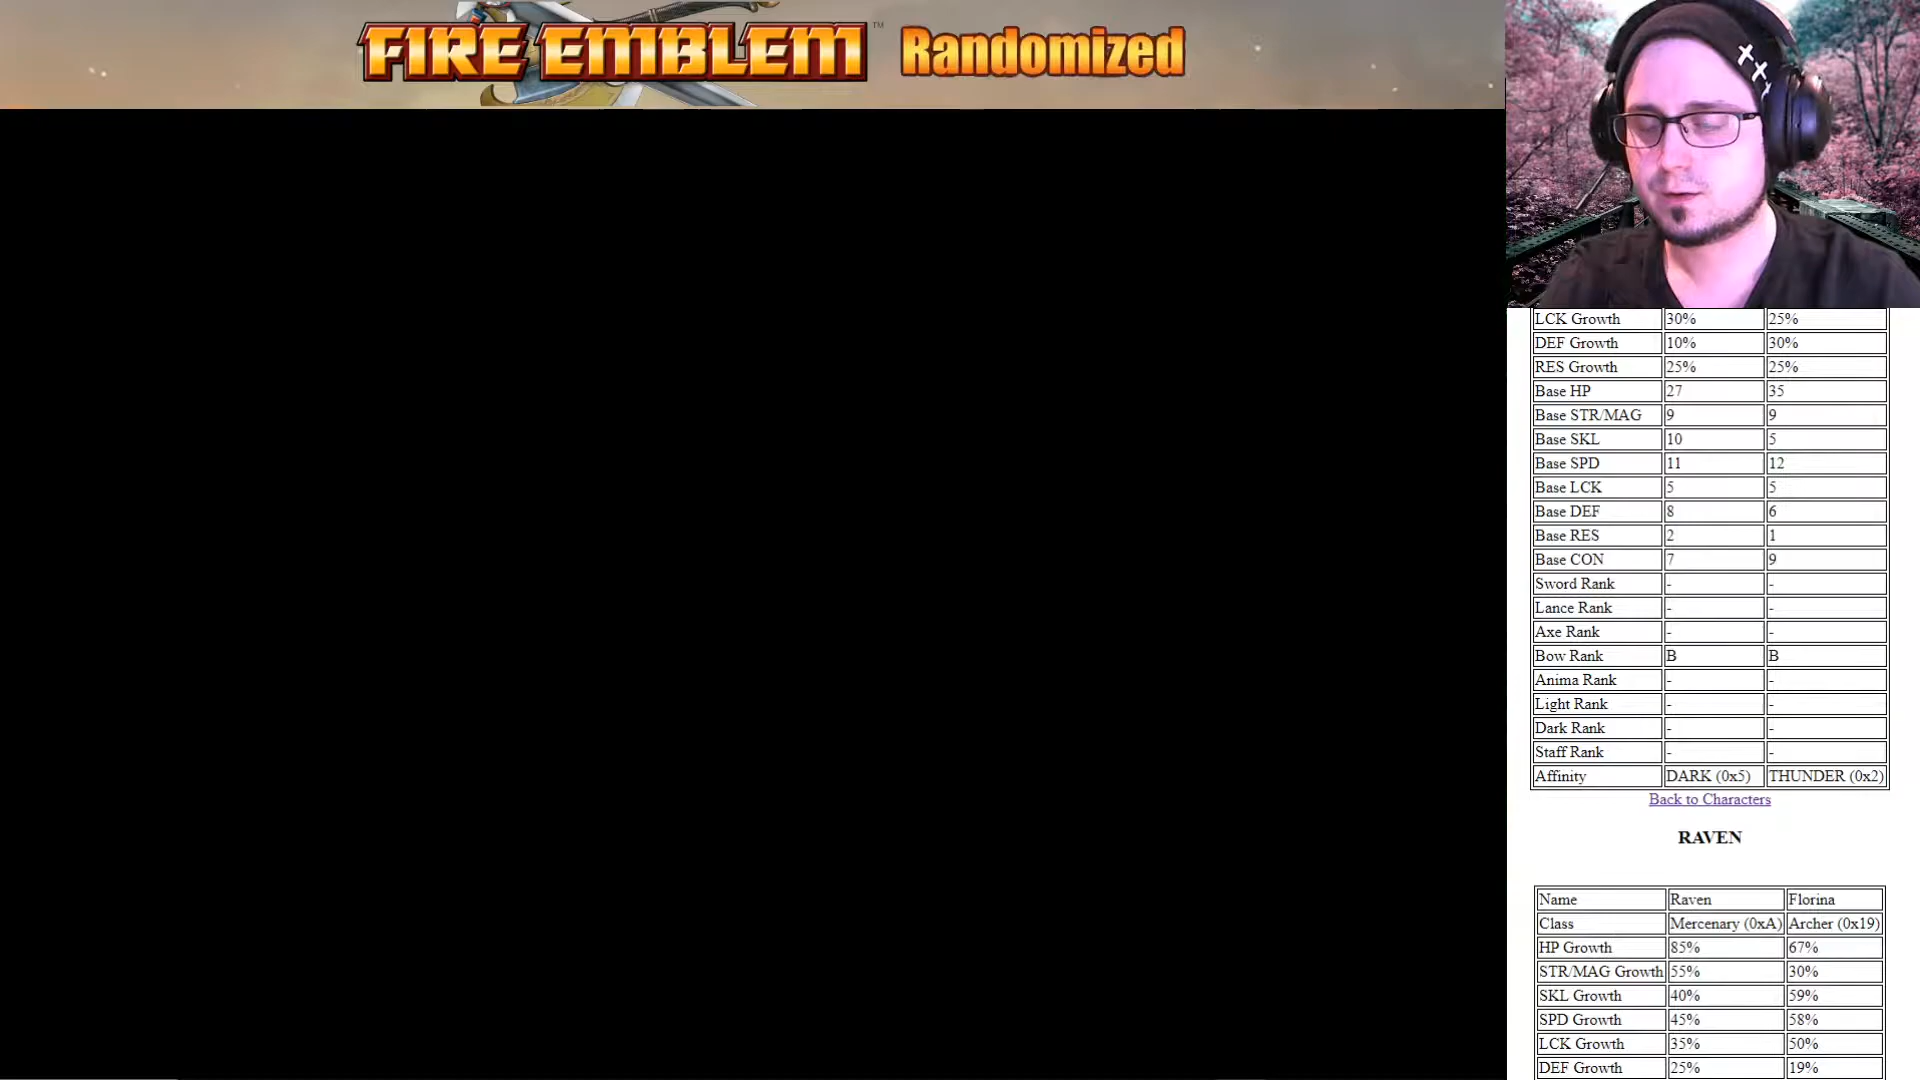 FIRE EMBLEM™ Randomized
LCK Growth 30% 25%
DEF Growth 10% 30%
RES Growth 25% 25%
Base HP 27 35
Base STR/MAG 9 9
Base SKL 10 5
Base SPD 11 12
Base LCK 5 5
Base DEF 8 6
Base RES 2 1
Base CON 7 9
Sword Rank - -
Lance Rank - -
Axe Rank - -
Bow Rank B B
Anima Rank - -
Light Rank - -
Dark Rank - -
Staff Rank - -
Affinity DARK (0x5) THUNDER (0x2)
Back to Characters
RAVEN
Name Raven Florina
Class Mercenary (0xA) Archer (0x19)
HP Growth 85% 67%
STR/MAG Growth 55% 30%
SKL Growth 40% 59%
SPD Growth 45% 58%
LCK Growth 35% 50%
DEF Growth 25% 19%